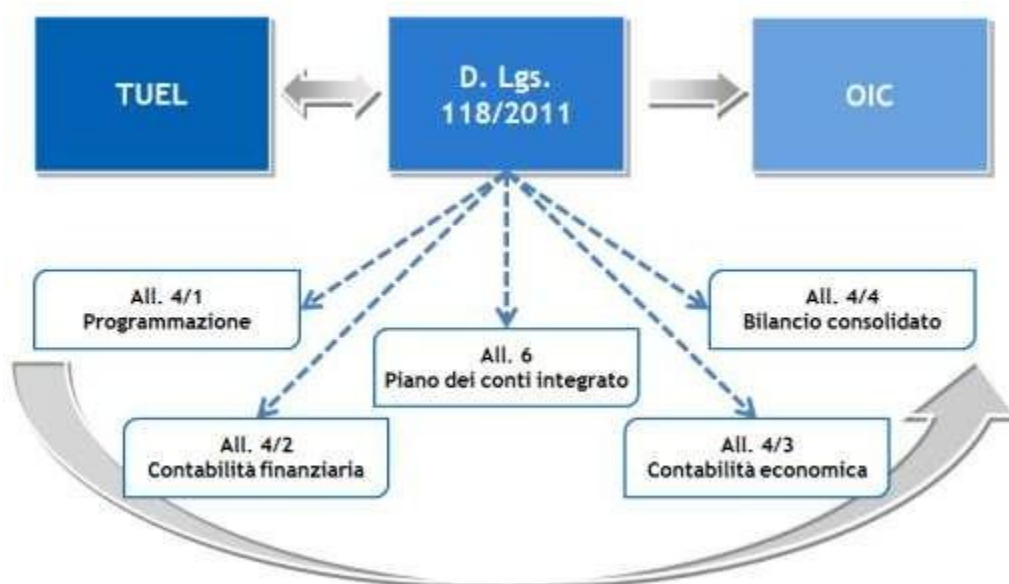 TUEL
D. Lgs.
118/2011
OIC
All. 4/1
Programmazione
All. 4/4
Bilancio consolidato
All. 6
Piano dei conti integrato
All. 4/2
Contabilità finanziaria
All. 4/3
Contabilità economica